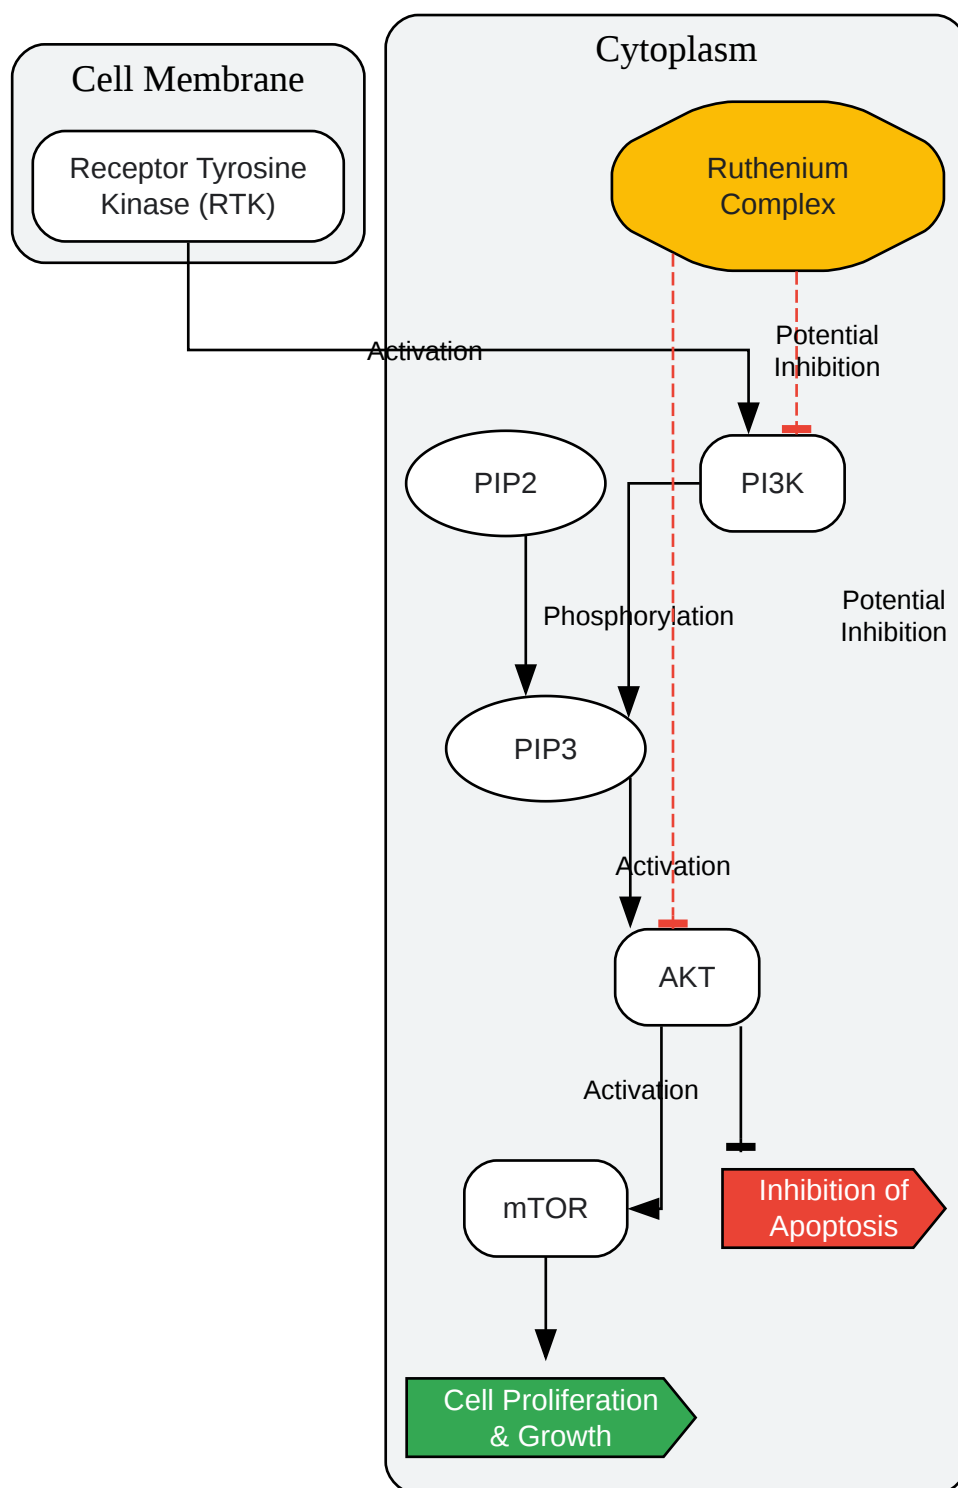 Cytoplasm
Cell Membrane
Receptor Tyrosine
Kinase (RTK)
Ruthenium
Complex
Activation
Potential
Inhibition
PIP2
PI3K
Phosphorylation
Potential
Inhibition
PIP3
Activation
AKT
Activation
mTOR
Inhibition of
Apoptosis
Cell Proliferation
& Growth